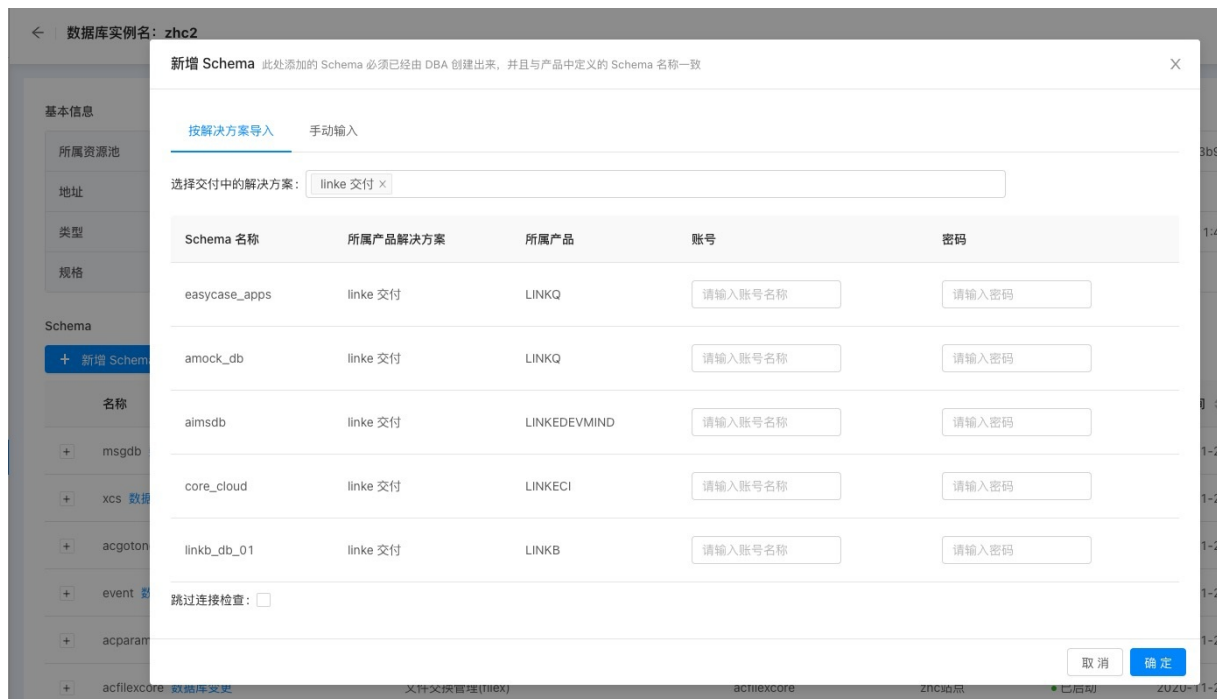 ← 数据库实例名：zhc2
新增 Schema 此处添加的 Schema 必须已经由 DBA 创建出来，并且与产品中定义的 Schema 名称一致
基本信息
按解决方案导入 手动输入
所属资源池
选择交付中的解决方案： linke 交付 ×
地址
类型
Schema 名称 所属产品解决方案 所属产品 账号 密码
规格
easycase_apps linke 交付 LINKQ 请输入账号名称 请输入密码
Schema
+ 新增 Schema
amock_db linke 交付 LINKQ 请输入账号名称 请输入密码
名称
aimsdb linke 交付 LINKEDEVMIND 请输入账号名称 请输入密码
+ msgdb
core_cloud linke 交付 LINKECI 请输入账号名称 请输入密码
+ xcs 数据
+ acgoton
linkb_db_01 linke 交付 LINKB 请输入账号名称 请输入密码
+ event
跳过连接检查：
+ acparam
取 消 确 定
+ acfilexcore 数据库变更 文件交换管理(filex) acfilexcore zhc站点 已启动 2020-11-2